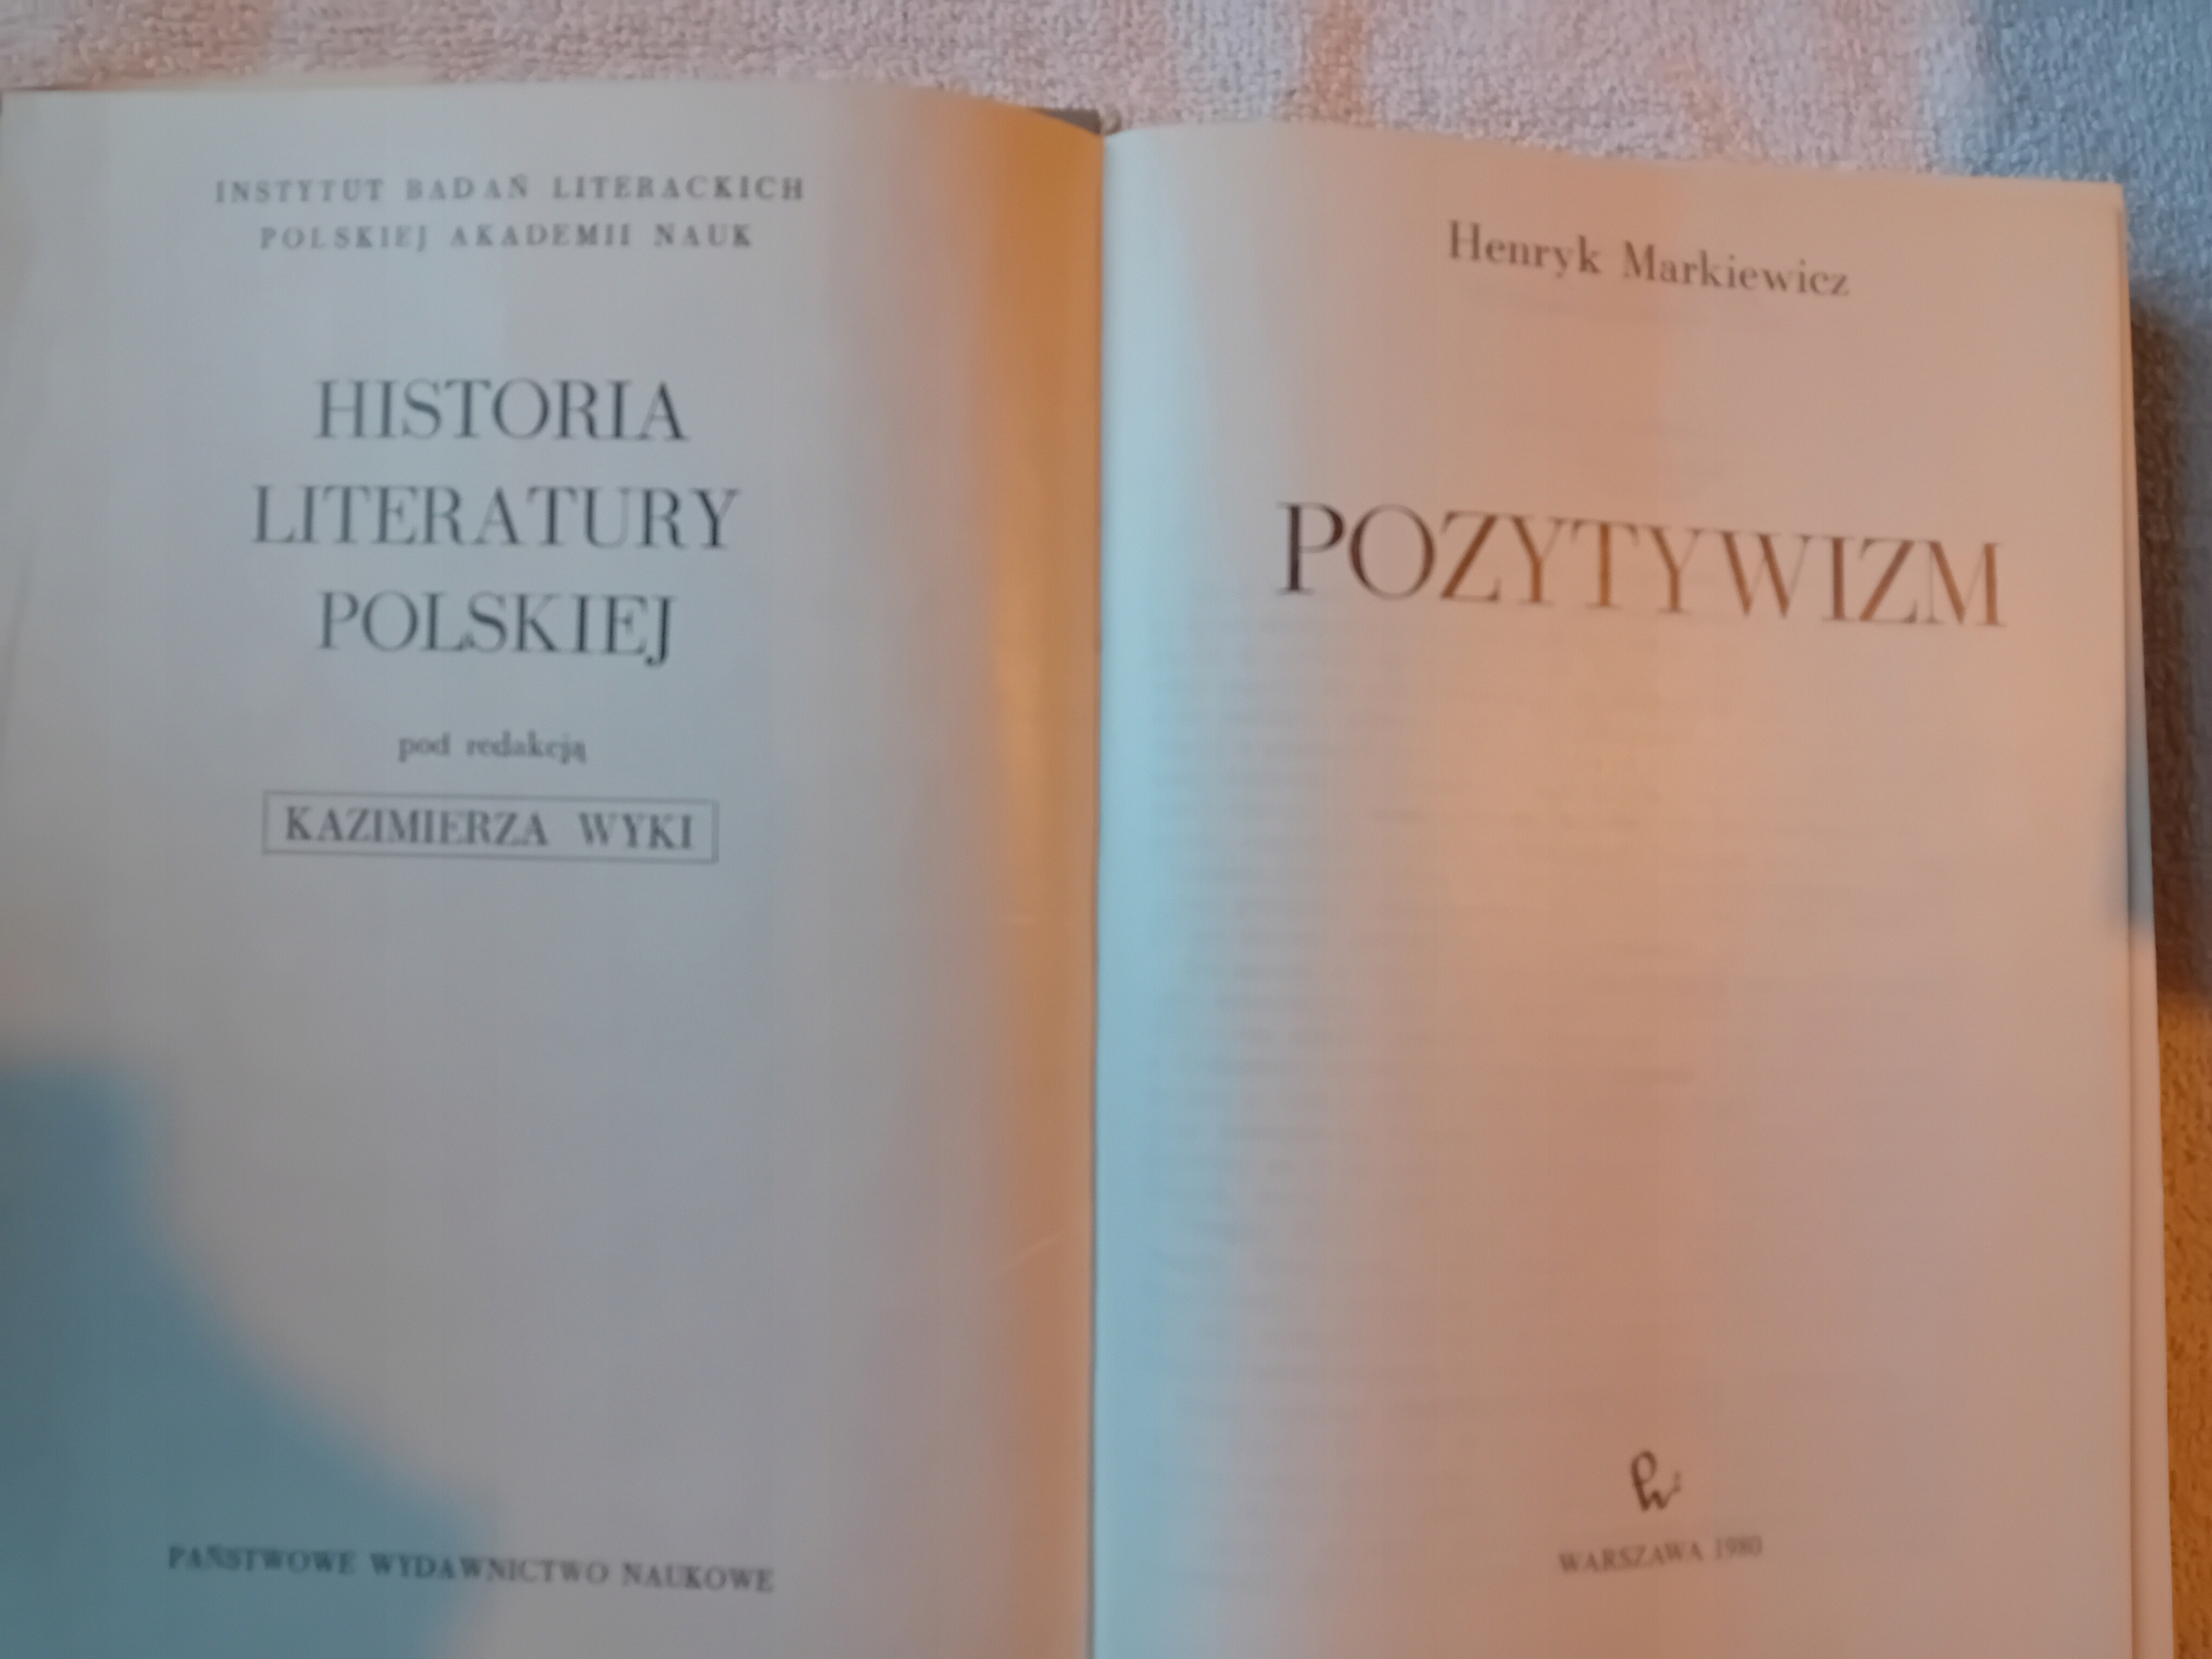 INSTYTUT BADAŃ LITERACKICH
POLSKIEJ AKADEMII NAUK
HISTORIA
LITERATURY
POLSKIEJ
pod redakcją
KAZIMIERZA WYKI
PAŃSTWOWE WYDAWNICTWO NAUKOWE
Henryk Markiewicz
POZYTYWIZM
WARSZAWA 1980